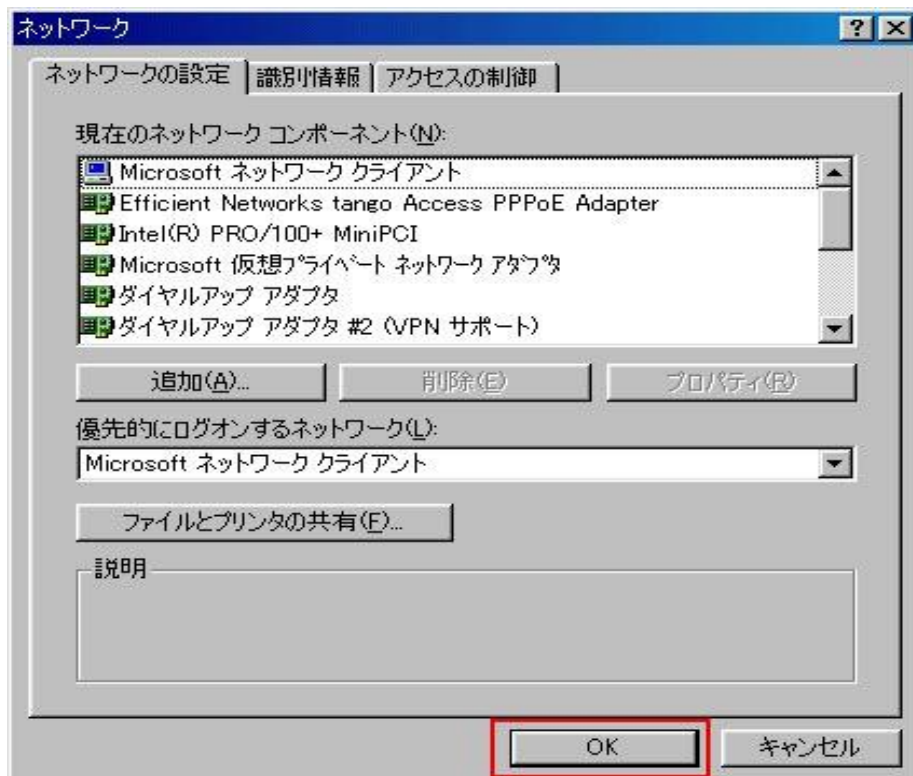 ネットワーク
ネットワークの設定 識別情報 アクセスの制御
現在のネットワーク コンポーネント(N):
Microsoft ネットワーク クライアント
Efficient Networks tango Access PPPoE Adapter
Intel(R) PRO/100+ MiniPCI
Microsoft 仮想プライベート ネットワーク アダプタ
ダイヤルアップ アダプタ
ダイヤルアップ アダプタ #2 (VPN サポート)
追加(A)... 削除(E) プロパティ(R)
優先的にログオンするネットワーク(L):
Microsoft ネットワーク クライアント
ファイルとプリンタの共有(F)...
説明
OK キャンセル